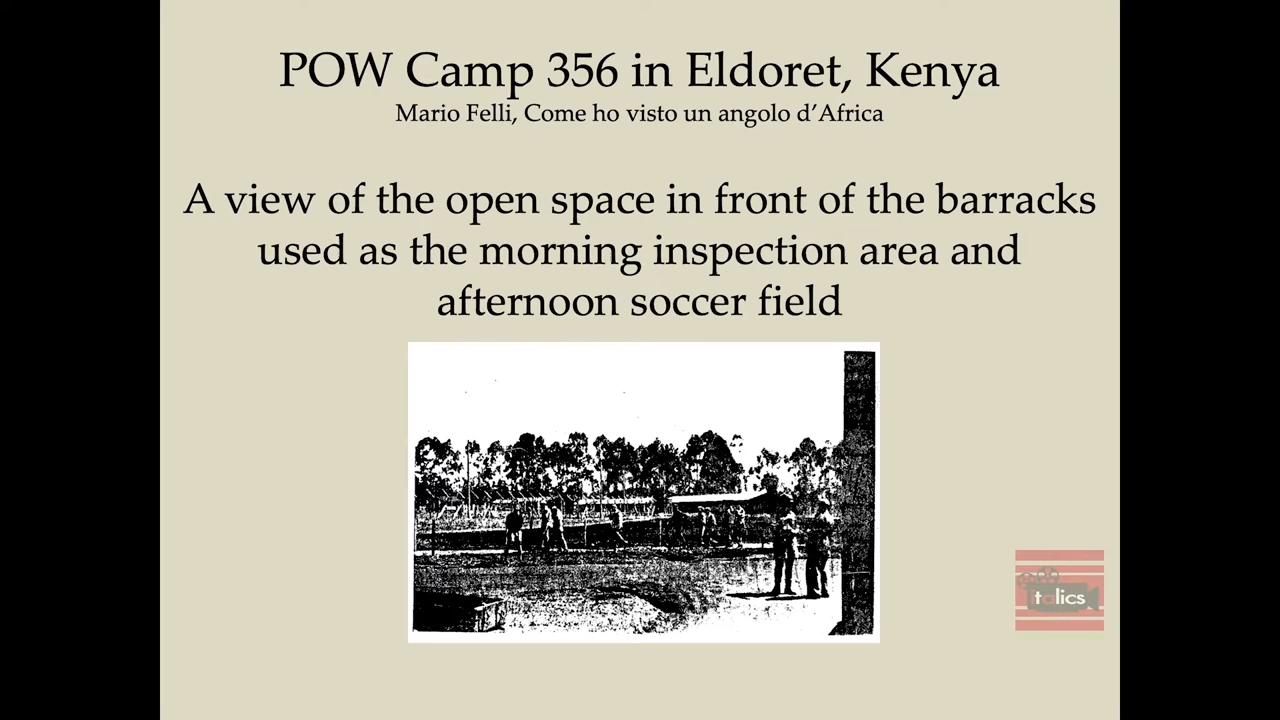 POW Camp 356 in Eldoret, Kenya
Mario Felli, Come ho visto un angolo d’Africa
A view of the open space in front of the barracks
used as the morning inspection area and
afternoon soccer field
italics